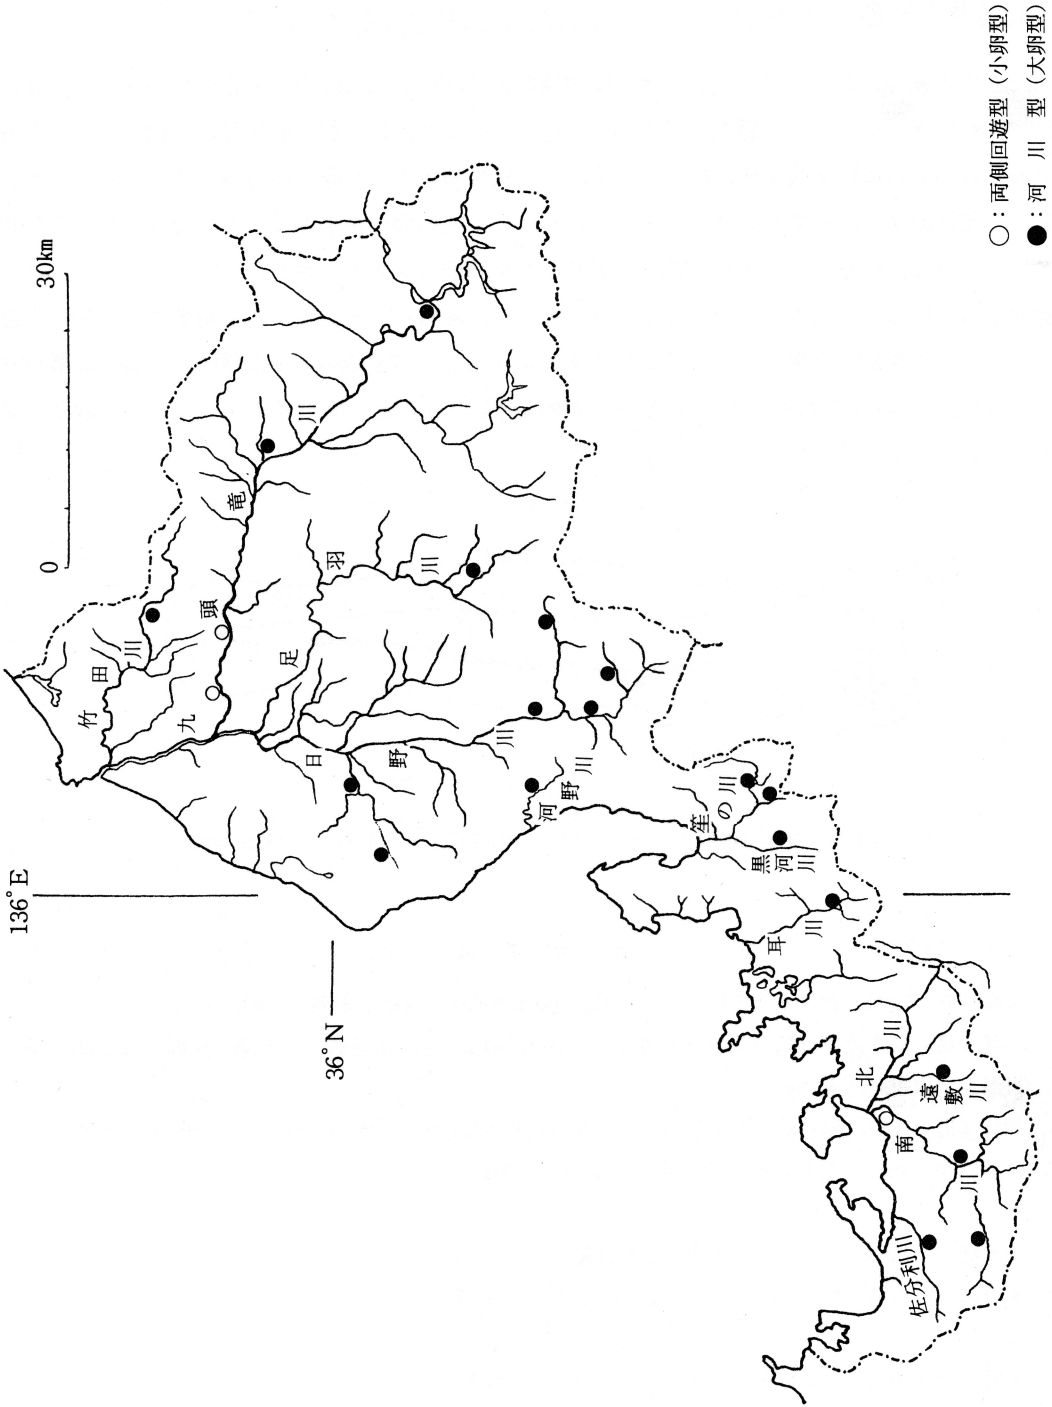 ○：両側回遊型（小卵型）
●：河川型（大卵型）
0 30km
136°E
36°N
竹田川
九頭竜川
足羽川
日野川
河野川
笙の川
黒河川
耳川
北川
遠敷川
南川
佐分利川